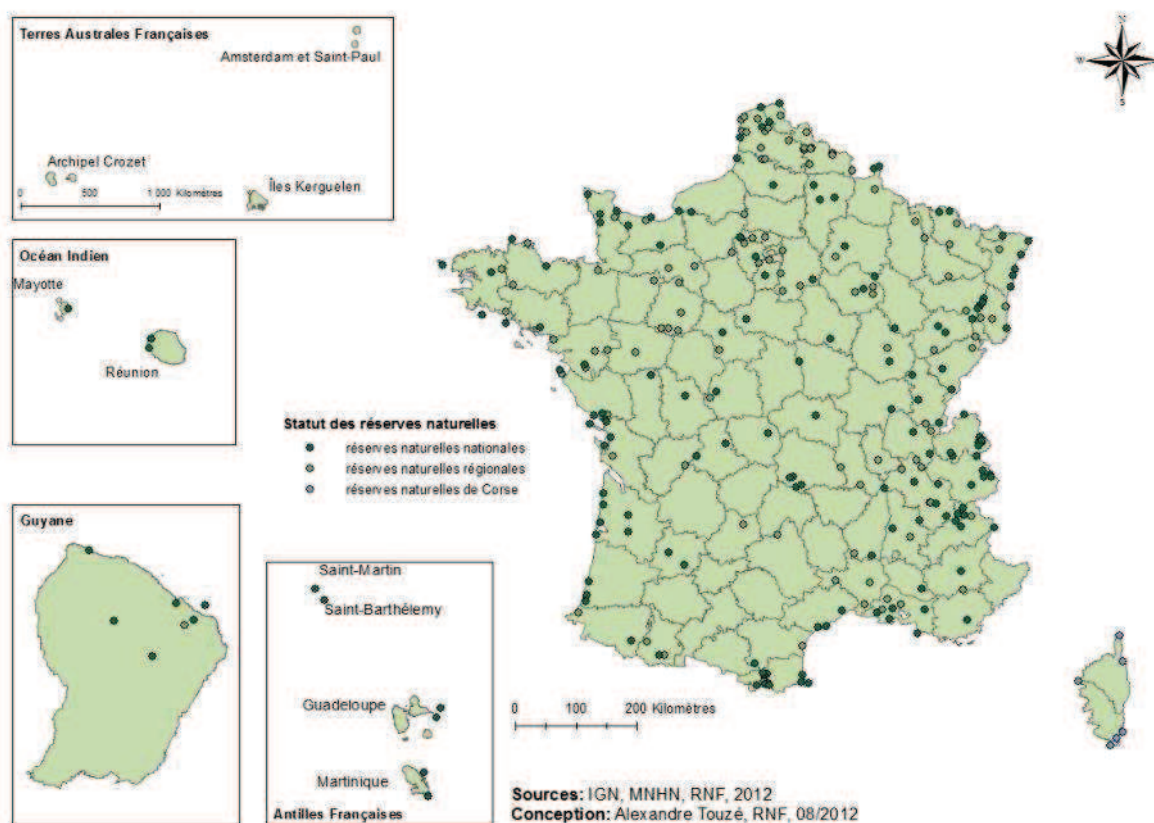 Terres Australes Françaises
Amsterdam et Saint-Paul
Archipel Crozet
0 500 1 000 Kilomètres
Îles Kerguelen
N
W
S
Océan Indien
Mayotte
Réunion
Statut des réserves naturelles
réserves naturelles nationales
réserves naturelles régionales
réserves naturelles de Corse
Guyane
Saint-Martin
Saint-Barthélemy
Guadeloupe
Martinique
Antilles Françaises
0 100 200 Kilomètres
Sources: IGN, MNHN, RNF, 2012
Conception: Alexandre Touzé, RNF, 08/2012